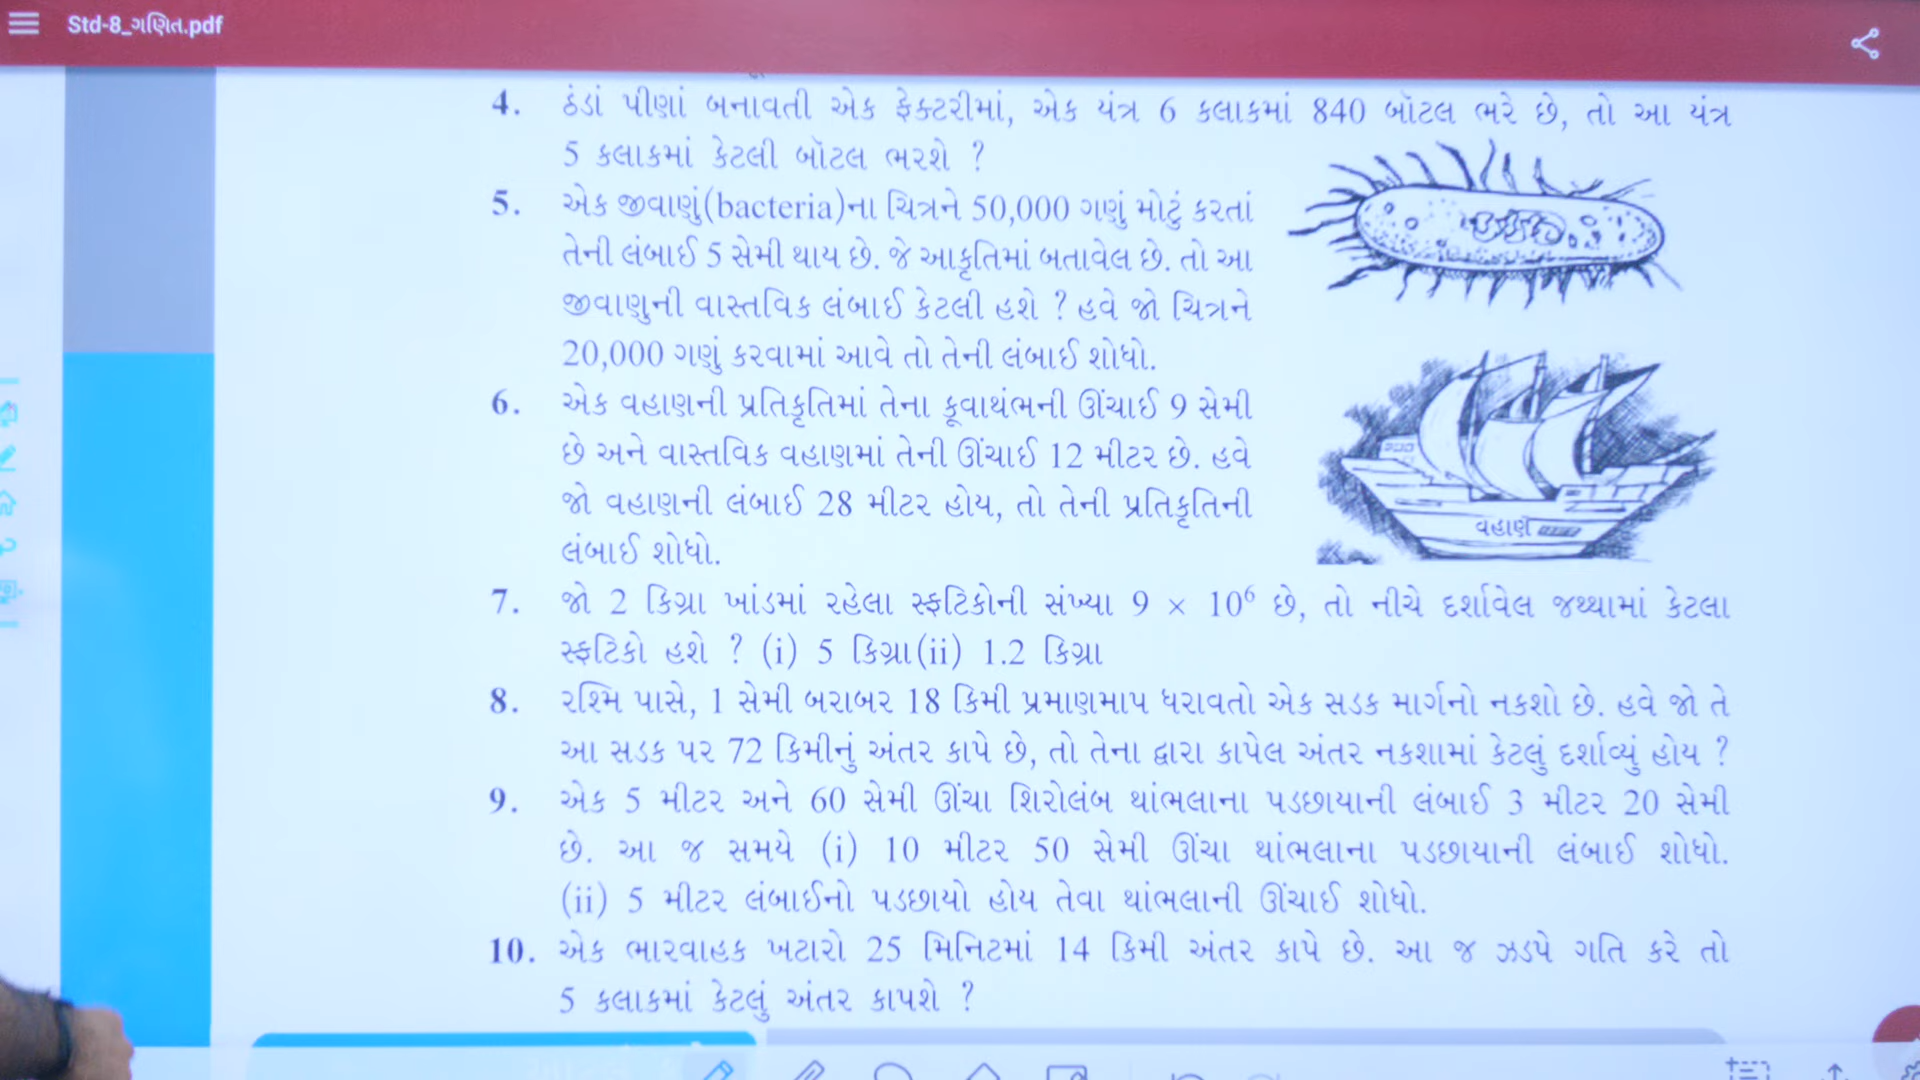 Std-8_ગણિત.pdf
4. ઠંડાં પીણાં બનાવતી એક ફેક્ટરીમાં, એક યંત્ર 6 કલાકમાં 840 બૉટલ ભરે છે, તો આ યંત્ર
5 કલાકમાં કેટલી બૉટલ ભરશે ?
5. એક જીવાણું(bacteria)ના ચિત્રને 50,000 ગણું મોટું કરતાં
તેની લંબાઈ 5 સેમી થાય છે. જે આકૃતિમાં બતાવેલ છે. તો આ
જીવાણુની વાસ્તવિક લંબાઈ કેટલી હશે ? હવે જો ચિત્રને
20,000 ગણું કરવામાં આવે તો તેની લંબાઈ શોધો.
6. એક વહાણની પ્રતિકૃતિમાં તેના કૂવાથંભની ઊંચાઈ 9 સેમી
છે અને વાસ્તવિક વહાણમાં તેની ઊંચાઈ 12 મીટર છે. હવે
જો વહાણની લંબાઈ 28 મીટર હોય, તો તેની પ્રતિકૃતિની
લંબાઈ શોધો.
વહાણ
7. જો 2 કિગ્રા ખાંડમાં રહેલા સ્ફટિકોની સંખ્યા 9 × 10⁶ છે, તો નીચે દર્શાવેલ જથ્થામાં કેટલા
સ્ફટિકો હશે ? (i) 5 કિગ્રા(ii) 1.2 કિગ્રા
8. રશ્મિ પાસે, 1 સેમી બરાબર 18 કિમી પ્રમાણમાપ ધરાવતો એક સડક માર્ગનો નકશો છે. હવે જો તે
આ સડક પર 72 કિમીનું અંતર કાપે છે, તો તેના દ્વારા કાપેલ અંતર નકશામાં કેટલું દર્શાવ્યું હોય ?
9. એક 5 મીટર અને 60 સેમી ઊંચા શિરોલંબ થાંભલાના પડછાયાની લંબાઈ 3 મીટર 20 સેમી
છે. આ જ સમયે (i) 10 મીટર 50 સેમી ઊંચા થાંભલાના પડછાયાની લંબાઈ શોધો.
(ii) 5 મીટર લંબાઈનો પડછાયો હોય તેવા થાંભલાની ઊંચાઈ શોધો.
10. એક ભારવાહક ખટારો 25 મિનિટમાં 14 કિમી અંતર કાપે છે. આ જ ઝડપે ગતિ કરે તો
5 કલાકમાં કેટલું અંતર કાપશે ?